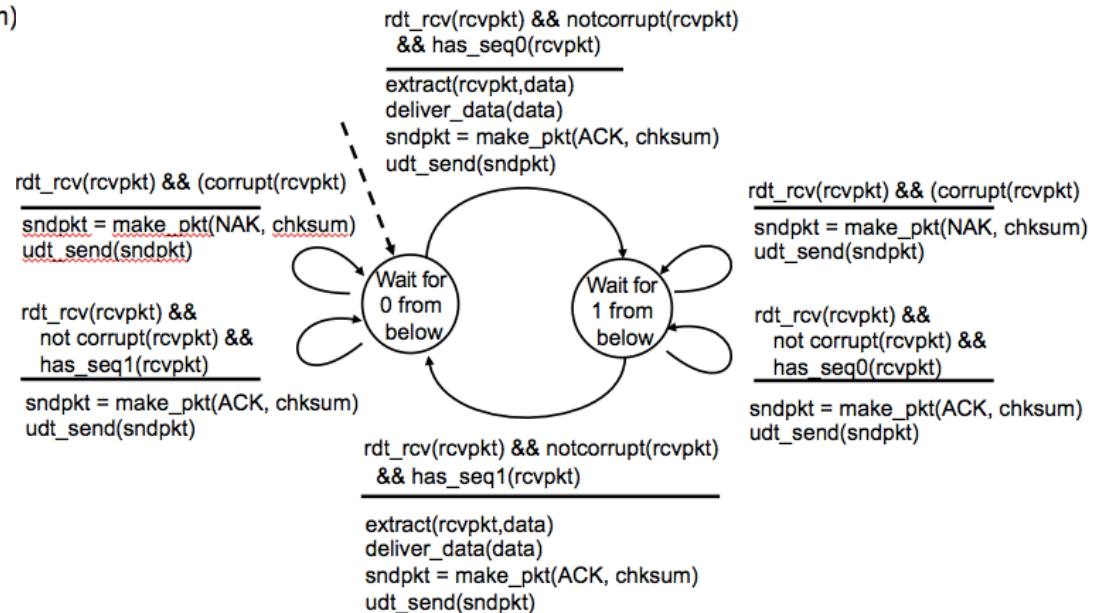 n)
rdt_rcv(rcvpkt) && notcorrupt(rcvpkt)
&& has_seq0(rcvpkt)
extract(rcvpkt,data)
deliver_data(data)
sndpkt = make_pkt(ACK, chksum)
udt_send(sndpkt)
rdt_rcv(rcvpkt) && (corrupt(rcvpkt)
sndpkt = make_pkt(NAK, chksum)
udt_send(sndpkt)
rdt_rcv(rcvpkt) &&
not corrupt(rcvpkt) &&
has_seq1(rcvpkt)
sndpkt = make_pkt(ACK, chksum)
udt_send(sndpkt)
Wait for
0 from
below
Wait for
1 from
below
rdt_rcv(rcvpkt) && (corrupt(rcvpkt)
sndpkt = make_pkt(NAK, chksum)
udt_send(sndpkt)
rdt_rcv(rcvpkt) &&
not corrupt(rcvpkt) &&
has_seq0(rcvpkt)
sndpkt = make_pkt(ACK, chksum)
udt_send(sndpkt)
rdt_rcv(rcvpkt) && notcorrupt(rcvpkt)
&& has_seq1(rcvpkt)
extract(rcvpkt,data)
deliver_data(data)
sndpkt = make_pkt(ACK, chksum)
udt_send(sndpkt)